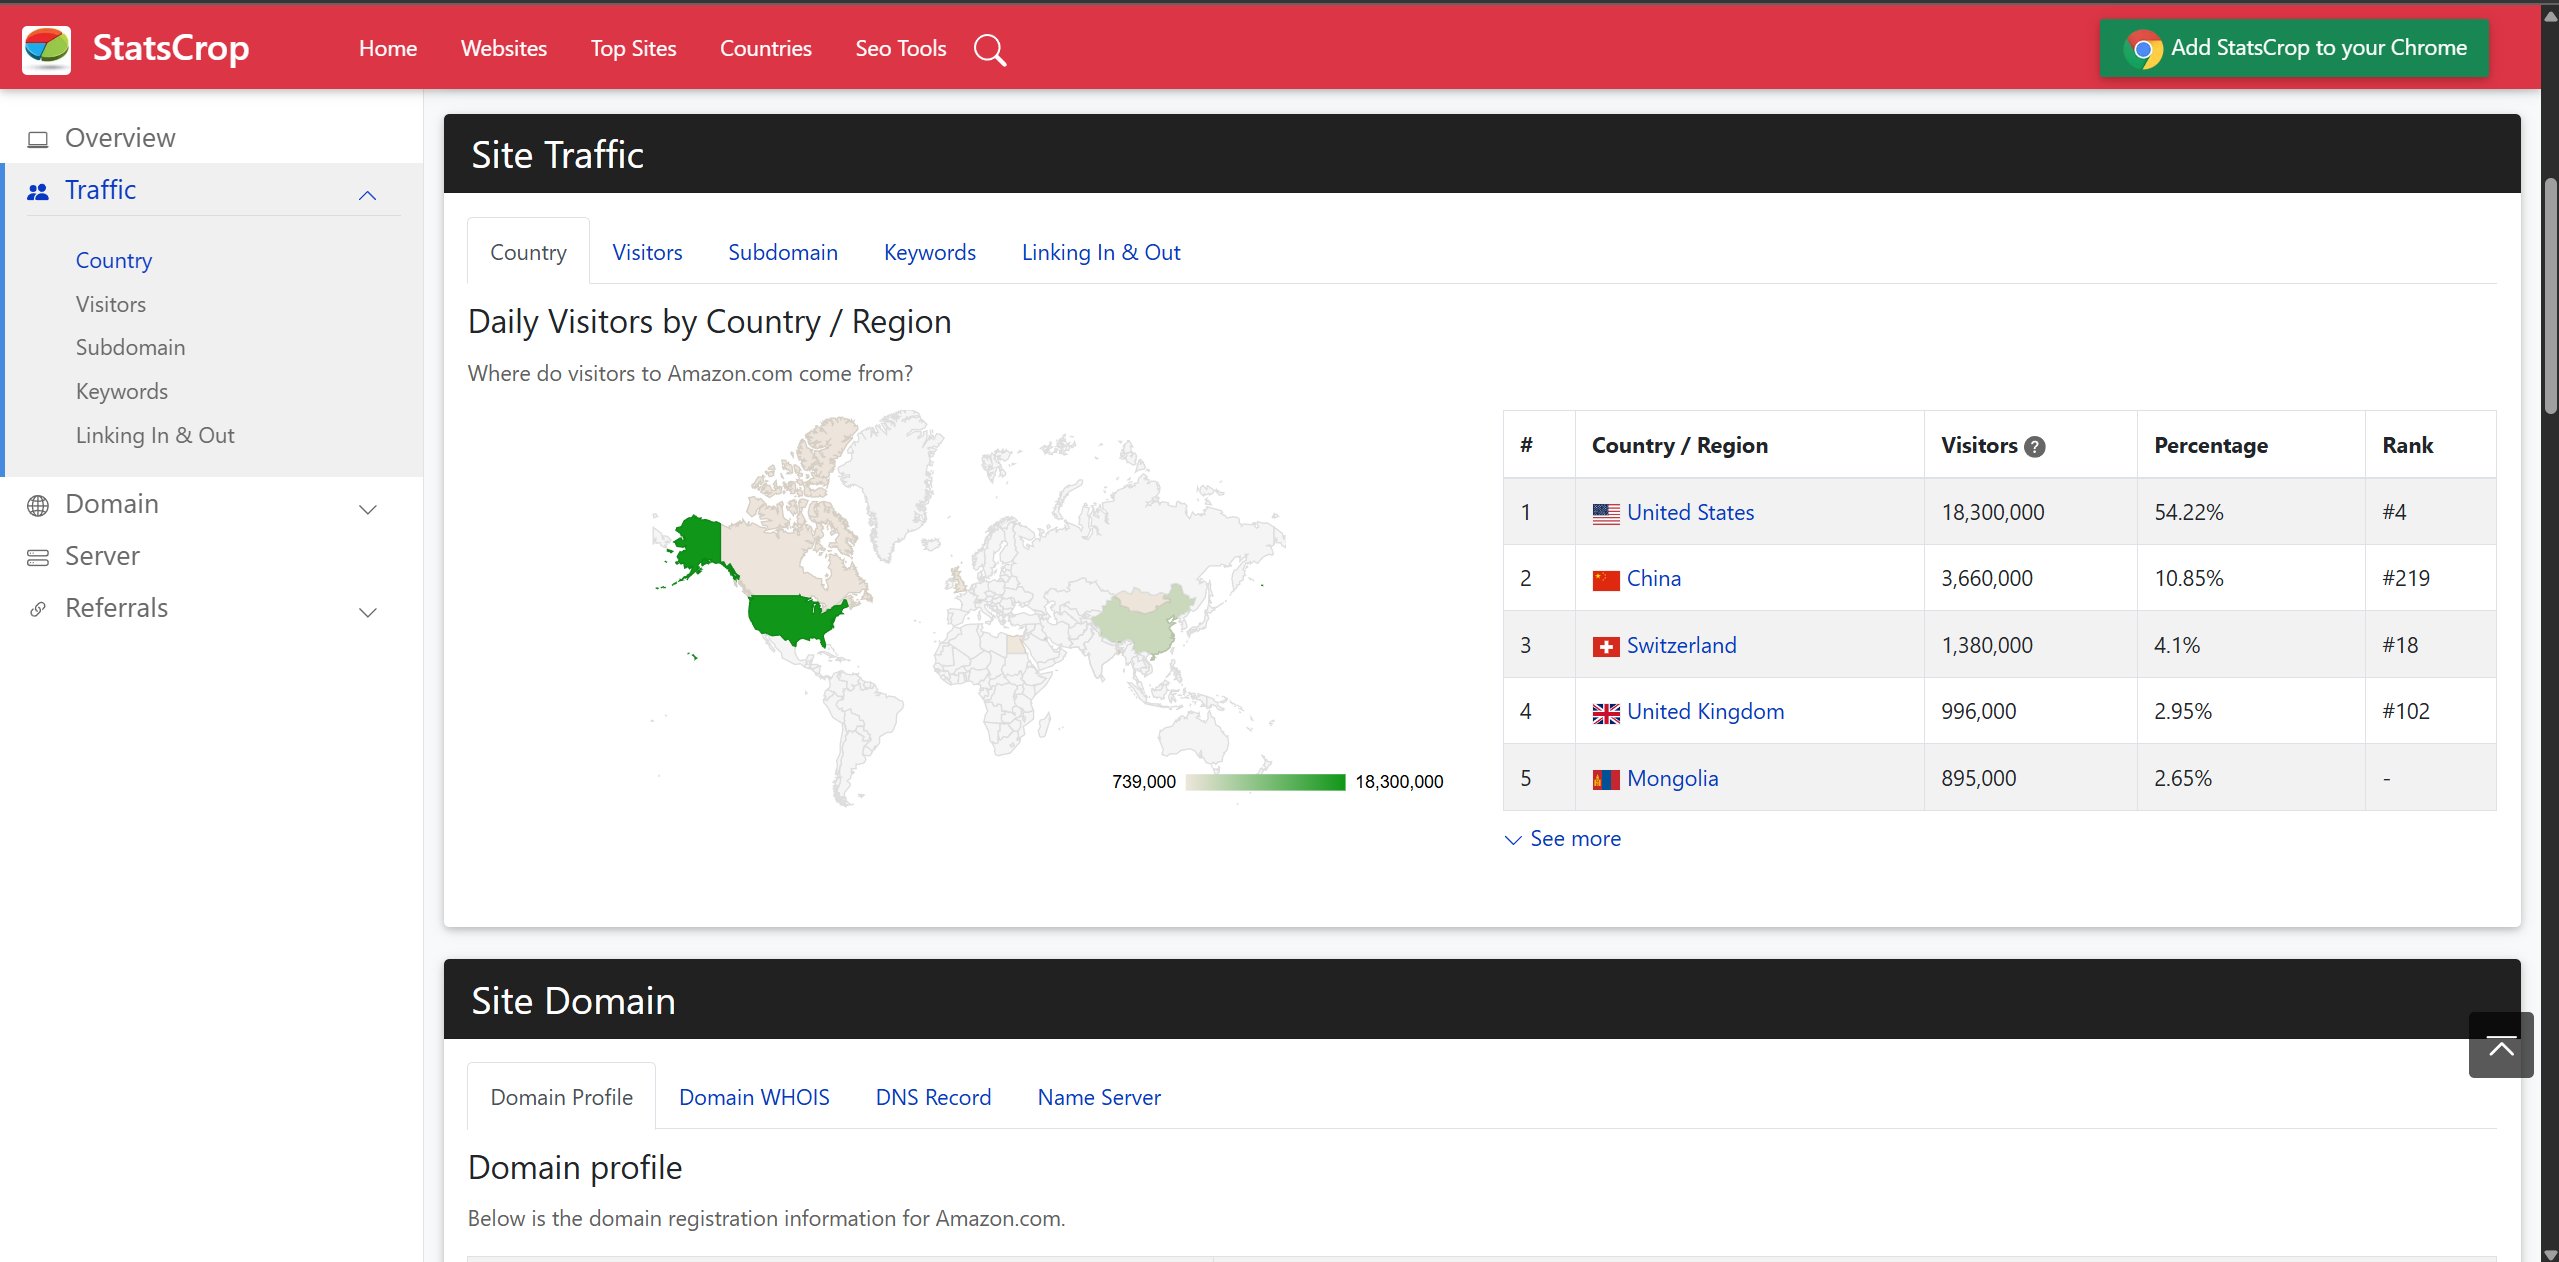 StatsCrop
Home Websites Top Sites Countries Seo Tools
Add StatsCrop to your Chrome
Overview
Traffic
Country
Visitors
Subdomain
Keywords
Linking In & Out
Domain
Server
Referrals
Site Traffic
Country Visitors Subdomain Keywords Linking In & Out
Daily Visitors by Country / Region
Where do visitors to Amazon.com come from?
739,000 18,300,000
# Country / Region Visitors ? Percentage Rank
1 United States 18,300,000 54.22% #4
2 China 3,660,000 10.85% #219
3 Switzerland 1,380,000 4.1% #18
4 United Kingdom 996,000 2.95% #102
5 Mongolia 895,000 2.65% -
See more
Site Domain
Domain Profile Domain WHOIS DNS Record Name Server
Domain profile
Below is the domain registration information for Amazon.com.